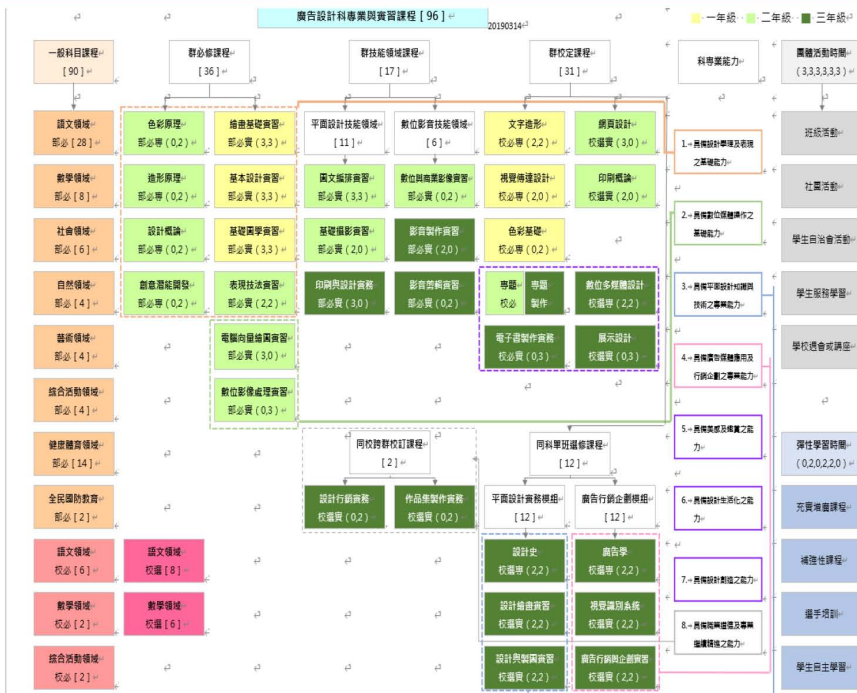 廣告設計科專業與實習課程 [ 96 ]
20190314
一年級
二年級
三年級
一般科目課程
[ 90 ]
群必修課程
[ 36 ]
群技能領域課程
[ 17 ]
群校定課程
[ 31 ]
科專業能力
團體活動時間
(3,3,3,3,3,3)
語文領域
部必 [ 28 ]
色彩原理
部必專 (0,2)
繪畫基礎實習
部必實 (3,3)
平面設計技能領域
[ 11 ]
數位影音技能領域
[ 6 ]
文字造形
校必專 (2,2)
網頁設計
校選實 (3,0)
1.具備設計學理及表現
之基礎能力
班級活動
數學領域
部必 [ 8 ]
造形原理
部必專 (0,2)
基本設計實習
部必實 (3,3)
圖文編排實習
部必實 (3,3)
數位與商業影像實習
部必實 (0,2)
視覺傳達設計
校必專 (2,0)
印刷概論
校選實 (2,0)
2.具備數位媒體操作之
基礎能力
社團活動
社會領域
部必 [ 6 ]
設計概論
部必專 (0,2)
基礎圖學實習
部必實 (3,3)
基礎攝影實習
部必實 (2,0)
影音製作實習
部必實 (2,0)
色彩基礎
校必專 (0,2)
學生自治會活動
自然領域
部必 [ 4 ]
創意潛能開發
部必專 (0,2)
表現技法實習
部必實 (2,2)
印刷與設計實務
部必實 (3,0)
影音剪輯實習
部必實 (0,2)
專題
校必
專題
製作
數位多媒體設計
校選專 (2,2)
3.具備平面設計知識與
技術之專業能力
學生服務學習
藝術領域
部必 [ 4 ]
電腦向量繪圖實習
部必實 (3,0)
電子書製作實務
校必實 (0,3)
展示設計
校選實 (0,3)
4.具備廣告媒體應用及
行銷企劃之專業能力
學校週會或講座
綜合活動領域
部必 [ 4 ]
數位影像處理實習
部必實 (0,3)
5.具備美感及鑑賞之能
力
健康體育領域
部必 [ 14 ]
同校跨群校訂課程
[ 2 ]
同科單班選修課程
[ 12 ]
彈性學習時間
(0,2,0,2,2,0)
全民國防教育
部必 [ 2 ]
設計行銷實務
校選實 (0,2)
作品集製作實務
校選實 (0,2)
平面設計實務模組
[ 12 ]
廣告行銷企劃模組
[ 12 ]
6.具備設計生活化之能
力
充實增廣課程
語文領域
校必 [ 6 ]
語文領域
校選 [ 8 ]
設計史
校選專 (2,2)
廣告學
校選專 (2,2)
7.具備設計創造之能力
補強性課程
數學領域
校必 [ 2 ]
數學領域
校選 [ 6 ]
設計繪畫實習
校選實 (2,2)
視覺識別系統
校選實 (2,2)
8.具備職業道德及專業
繼續精進之能力
選手培訓
綜合活動領域
校必 [ 2 ]
設計與製圖實習
校選實 (2,2)
廣告行銷與企劃實習
校選實 (2,2)
學生自主學習